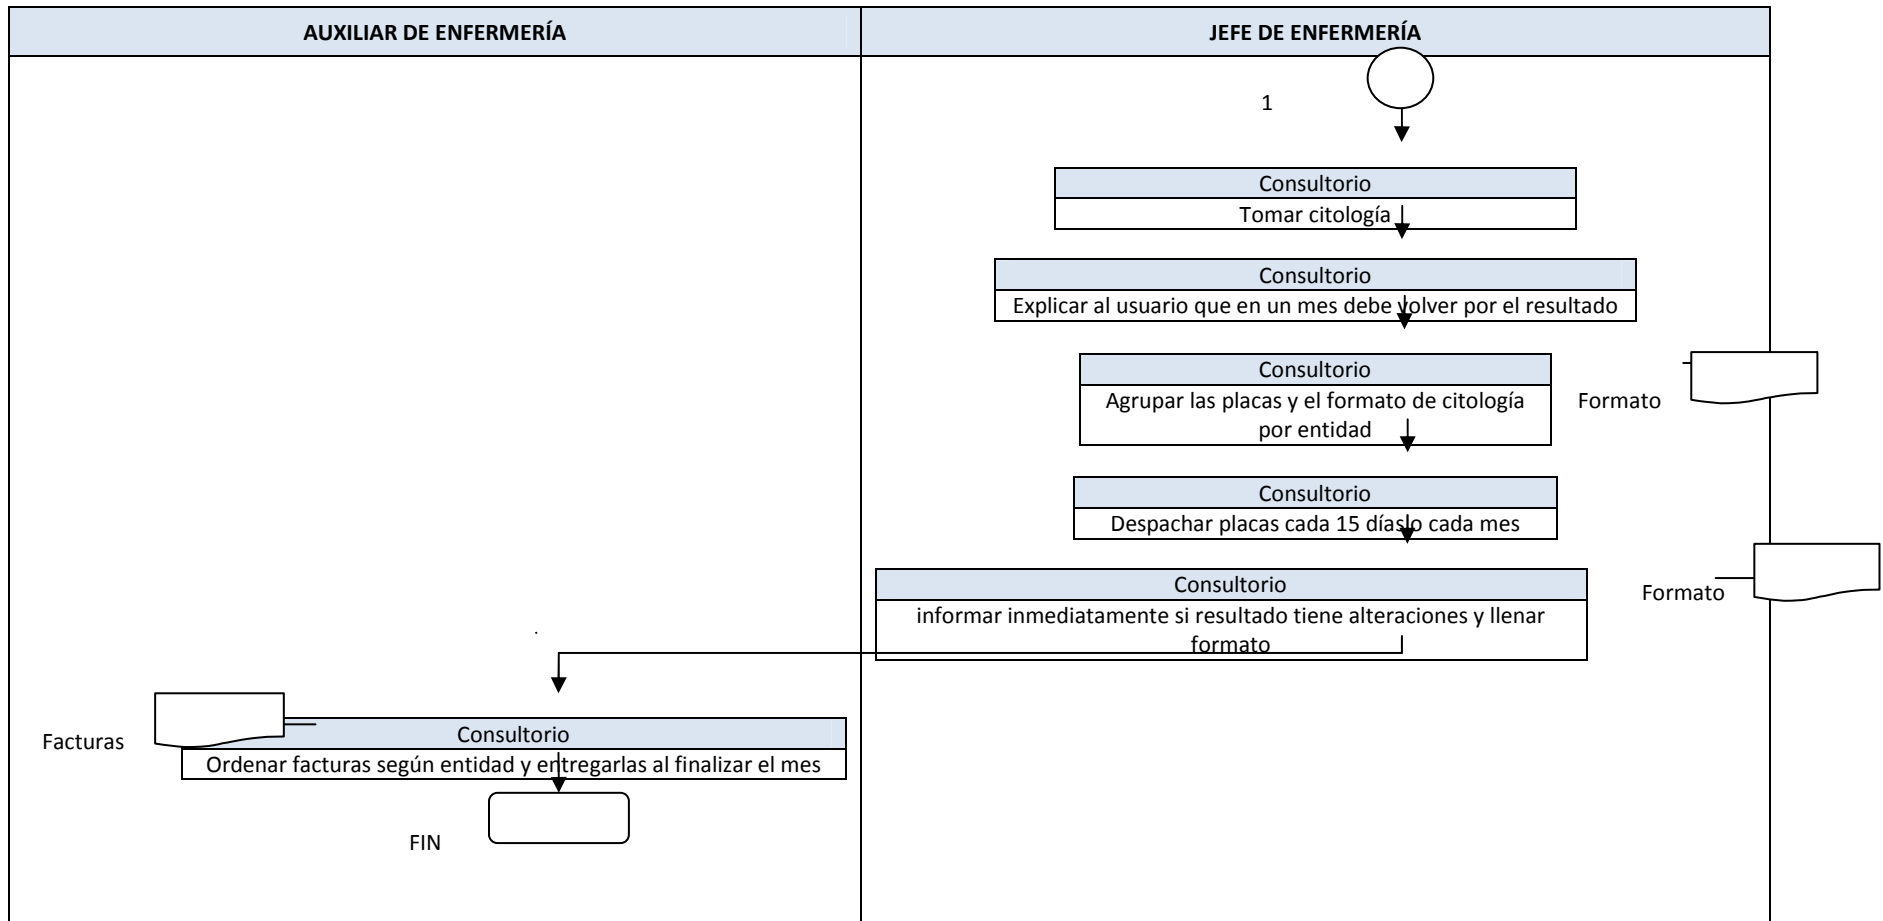 AUXILIAR DE ENFERMERÍA
JEFE DE ENFERMERÍA
1
Consultorio
Tomar citología
Consultorio
Explicar al usuario que en un mes debe volver por el resultado
Consultorio
Agrupar las placas y el formato de citología
por entidad
Formato
Consultorio
Despachar placas cada 15 días o cada mes
Consultorio
informar inmediatamente si resultado tiene alteraciones y llenar
formato
Formato
.
Facturas
Consultorio
Ordenar facturas según entidad y entregarlas al finalizar el mes
FIN